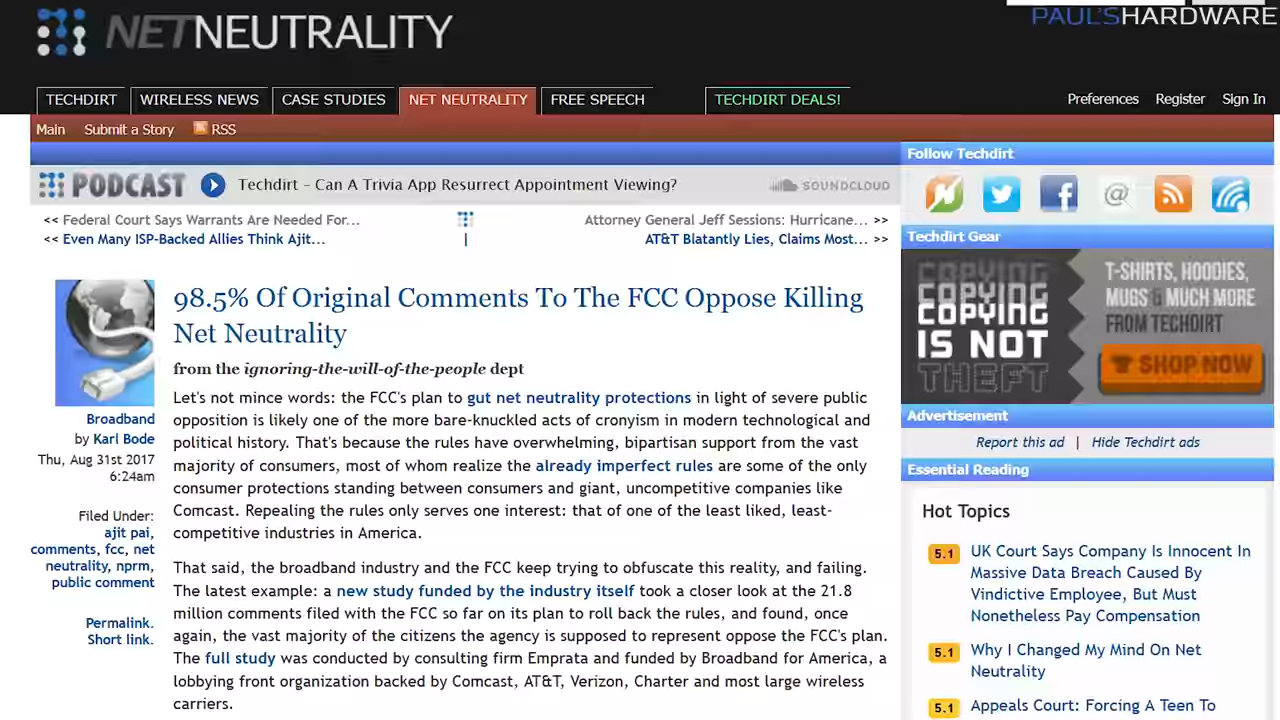 PAUL'SHARDWARE
NETNEUTRALITY
TECHDIRT
WIRELESS NEWS
CASE STUDIES
NET NEUTRALITY
FREE SPEECH
TECHDIRT DEALS!
Preferences
Register
Sign In
Main
Submit a Story
RSS
PODCAST
Techdirt - Can A Trivia App Resurrect Appointment Viewing?
SOUNDCLOUD
<< Federal Court Says Warrants Are Needed For...
Attorney General Jeff Sessions: Hurricane... >>
<< Even Many ISP-Backed Allies Think Ajit...
|
AT&T Blatantly Lies, Claims Most... >>
98.5% Of Original Comments To The FCC Oppose Killing
Net Neutrality
from the ignoring-the-will-of-the-people dept
Broadband
by Karl Bode
Thu, Aug 31st 2017
6:24am
Filed Under:
ajit pai,
comments, fcc, net
neutrality, nprm,
public comment
Permalink.
Short link.
Let's not mince words: the FCC's plan to gut net neutrality protections in light of severe public
opposition is likely one of the more bare-knuckled acts of cronyism in modern technological and
political history. That's because the rules have overwhelming, bipartisan support from the vast
majority of consumers, most of whom realize the already imperfect rules are some of the only
consumer protections standing between consumers and giant, uncompetitive companies like
Comcast. Repealing the rules only serves one interest: that of one of the least liked, least-
competitive industries in America.
That said, the broadband industry and the FCC keep trying to obfuscate this reality, and failing.
The latest example: a new study funded by the industry itself took a closer look at the 21.8
million comments filed with the FCC so far on its plan to roll back the rules, and found, once
again, the vast majority of the citizens the agency is supposed to represent oppose the FCC's plan.
The full study was conducted by consulting firm Emprata and funded by Broadband for America, a
lobbying front organization backed by Comcast, AT&T, Verizon, Charter and most large wireless
carriers.
Follow Techdirt
@
Techdirt Gear
COPYING
COPYING
COPYING
IS NOT
THEFT
T-SHIRTS, HOODIES,
MUGS & MUCH MORE
FROM TECHDIRT
SHOP NOW
Advertisement
Report this ad | Hide Techdirt ads
Essential Reading
Hot Topics
5.1 UK Court Says Company Is Innocent In
Massive Data Breach Caused By
Vindictive Employee, But Must
Nonetheless Pay Compensation
5.1 Why I Changed My Mind On Net
Neutrality
5.1 Appeals Court: Forcing A Teen To